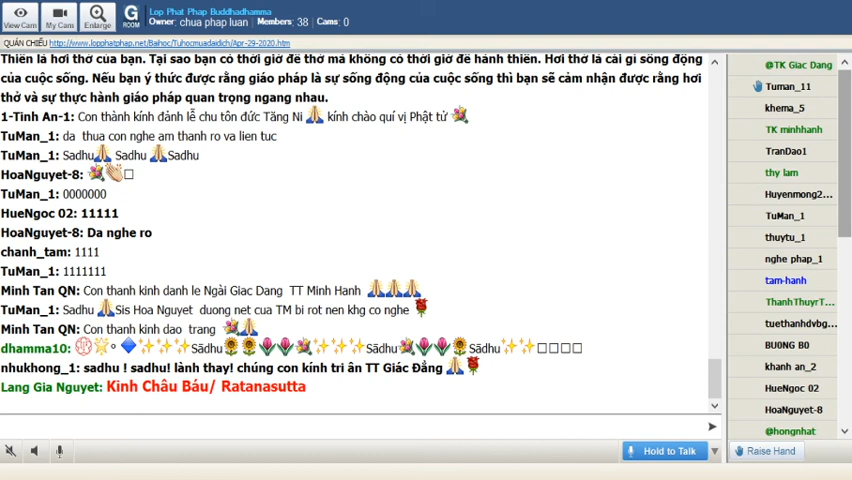 Lop Phat Phap Buddhadhamma
Owner: chua phap luan Members: 38 Cams: 0
View Cam My Cam Enlarge G ROOM
QUÁN CHIẾU http://www.lopphatphap.net/Baihoc/Tuhocmuadaidich/Apr-29-2020.htm
Thiền là hơi thở của bạn. Tại sao bạn có thời giờ để thở mà không có thời giờ để hành thiền. Hơi thở là cái gì sống động
của cuộc sống. Nếu bạn ý thức được rằng giáo pháp là sự sống động của cuộc sống thì bạn sẽ cảm nhận được rằng hơi
thở và sự thực hành giáo pháp quan trọng ngang nhau.
1-Tinh An-1: Con thành kính đảnh lễ chư tôn đức Tăng Ni 🙏 kính chào quí vị Phật tử 💐
TuMan_1: da thua con nghe am thanh ro va lien tuc
TuMan_1: Sadhu🙏 Sadhu 🙏Sadhu
HoaNguyet-8: 💐👏□
TuMan_1: 0000000
HueNgoc 02: 11111
HoaNguyet-8: Da nghe ro
chanh_tam: 1111
TuMan_1: 1111111
Minh Tan QN: Con thanh kinh danh le Ngài Giac Dang TT Minh Hanh 🙏🙏🙏
TuMan_1: Sadhu 🙏Sis Hoa Nguyet duong net cua TM bi rot nen khg co nghe 🌹
Minh Tan QN: Con thanh kinh dao trang 💐🙏
dhamma10: Sādhu🌻🌻🌷🌷💐✨✨✨Sādhu💐🌷🌷🌻Sādhu✨✨□□□□
nhukhong_1: sadhu ! sadhu! lành thay! chúng con kính tri ân TT Giác Đẳng 🙏🌹
Lang Gia Nguyet: Kinh Châu Báu/ Ratanasutta
@TK Giac Dang
Tuman_11
khema_5
TK minhhanh
TranDao1
thy lam
Huyenmong2...
TuMan_1
thuytu_1
nghe phap_1
tam-hanh
ThanhThuyrT...
tuethanhdvbg...
BU0NG B0
khanh an_2
HueNgoc 02
HoaNguyet-8
@hongnhat
Hold to Talk
Raise Hand